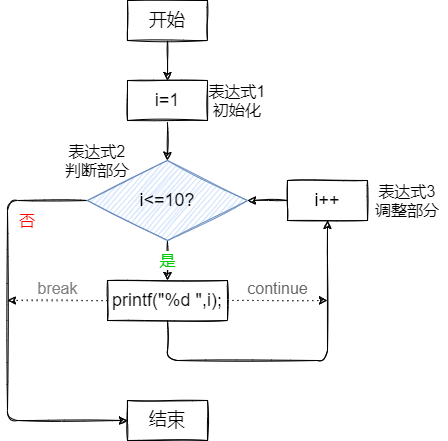 开始
i=1
表达式1
初始化
表达式2
判断部分
i<=10?
i++
表达式3
调整部分
否
是
break
printf("%d ",i);
continue
结束